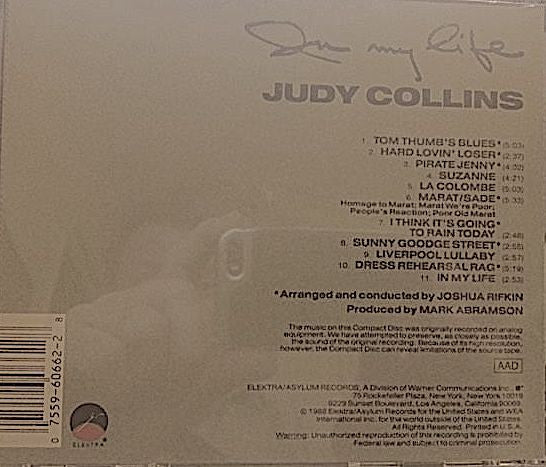 In my life
JUDY COLLINS
1. TOM THUMB'S BLUES* (5:03)
2. HARD LOVIN' LOSER* (2:37)
3. PIRATE JENNY* (4:02)
4. SUZANNE (4:21)
5. LA COLOMBE (5:03)
6. MARAT/SADE* (5:33)
Homage to Marat; Marat We're Poor;
People's Reaction; Poor Old Marat
7. I THINK IT'S GOING*
TO RAIN TODAY (2:48)
8. SUNNY GOODGE STREET* (2:55)
9. LIVERPOOL LULLABY (2:57)
10. DRESS REHEARSAL RAG* (5:19)
11. IN MY LIFE (2:53)
*Arranged and conducted by JOSHUA RIFKIN
Produced by MARK ABRAMSON
The music on this Compact Disc was originally recorded on analog
equipment. We have attempted to preserve, as closely as possible,
the sound of the original recording. Because of its high resolution,
however, the Compact Disc can reveal limitations of the source tape.
AAD
ELEKTRA/ASYLUM RECORDS, A Division of Warner Communications Inc.
75 Rockefeller Plaza, New York, New York 10019
9229 Sunset Boulevard, Los Angeles, California 90069.
© 1988 Elektra/Asylum Records for the United States and WEA
International Inc. for the world outside of the United States.
All Rights Reserved. Printed in U.S.A.
Warning: Unauthorized reproduction of this recording is prohibited by
Federal law and subject to criminal prosecution.
0 7559-60662-2 8
ELEKTRA